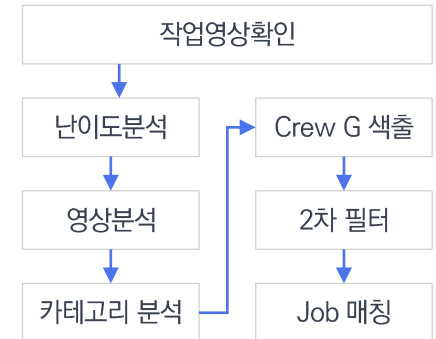 작업영상확인
난이도분석
영상분석
카테고리 분석
Crew G 색출
2차 필터
Job 매칭